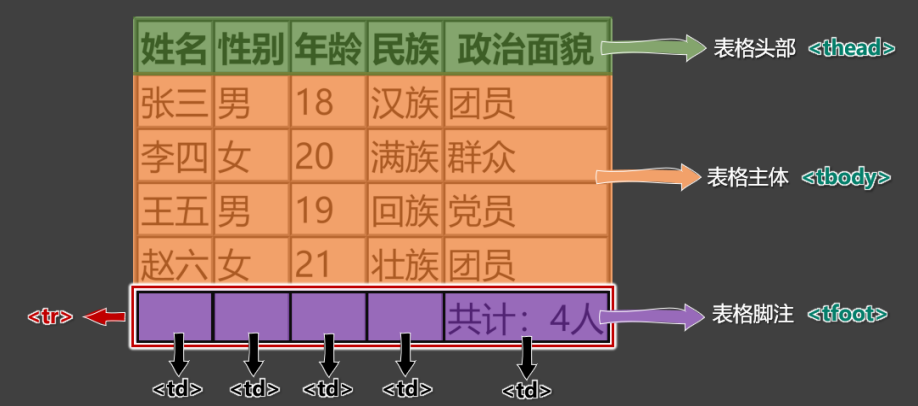 姓名 性别 年龄 民族 政治面貌 表格头部 <thead>
张三 男 18 汉族 团员
李四 女 20 满族 群众 表格主体 <tbody>
王五 男 19 回族 党员
赵六 女 21 壮族 团员
<tr> 共计：4人 表格脚注 <tfoot>
<td> <td> <td> <td> <td>